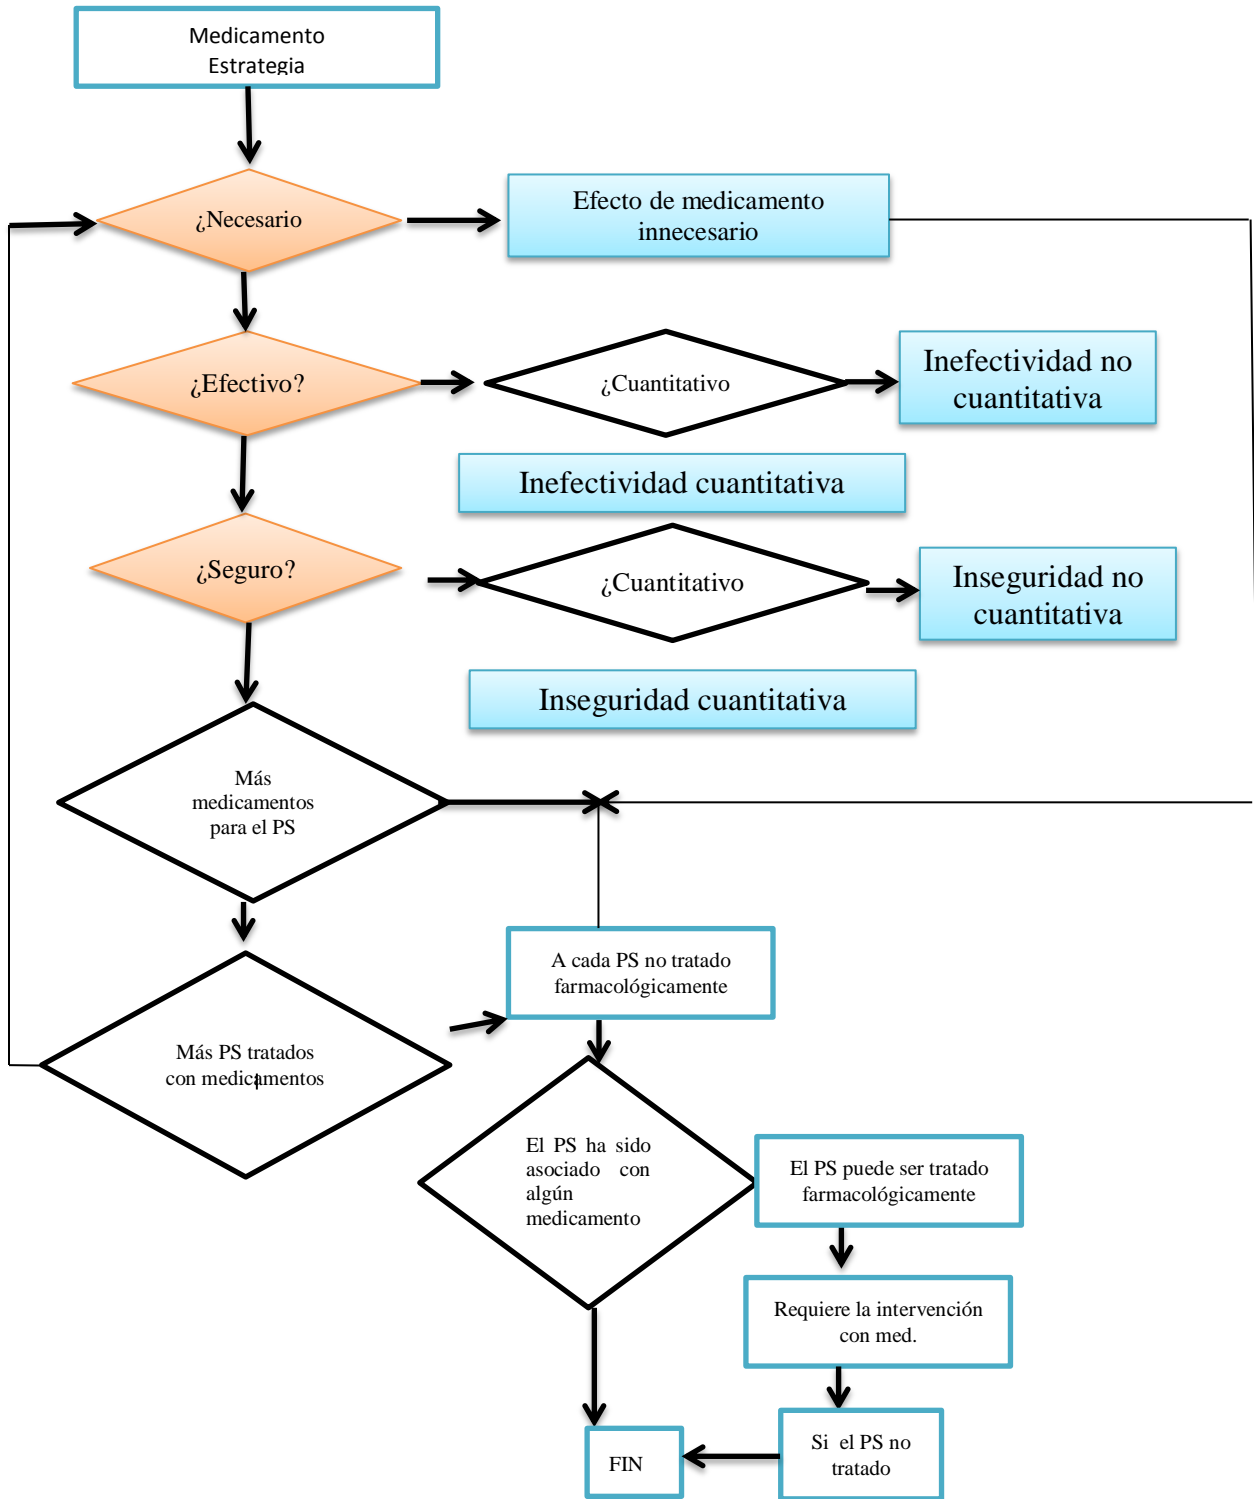 Medicamento
Estrategia
¿Necesario
Efecto de medicamento
innecesario
¿Efectivo?
¿Cuantitativo
Inefectividad no
cuantitativa
Inefectividad cuantitativa
¿Seguro?
¿Cuantitativo
Inseguridad no
cuantitativa
Inseguridad cuantitativa
Más
medicamentos
para el PS
A cada PS no tratado
farmacológicamente
Más PS tratados
con medicamentos
El PS ha sido
asociado con
algún
medicamento
El PS puede ser tratado
farmacológicamente
Requiere la intervención
con med.
Si el PS no
tratado
FIN